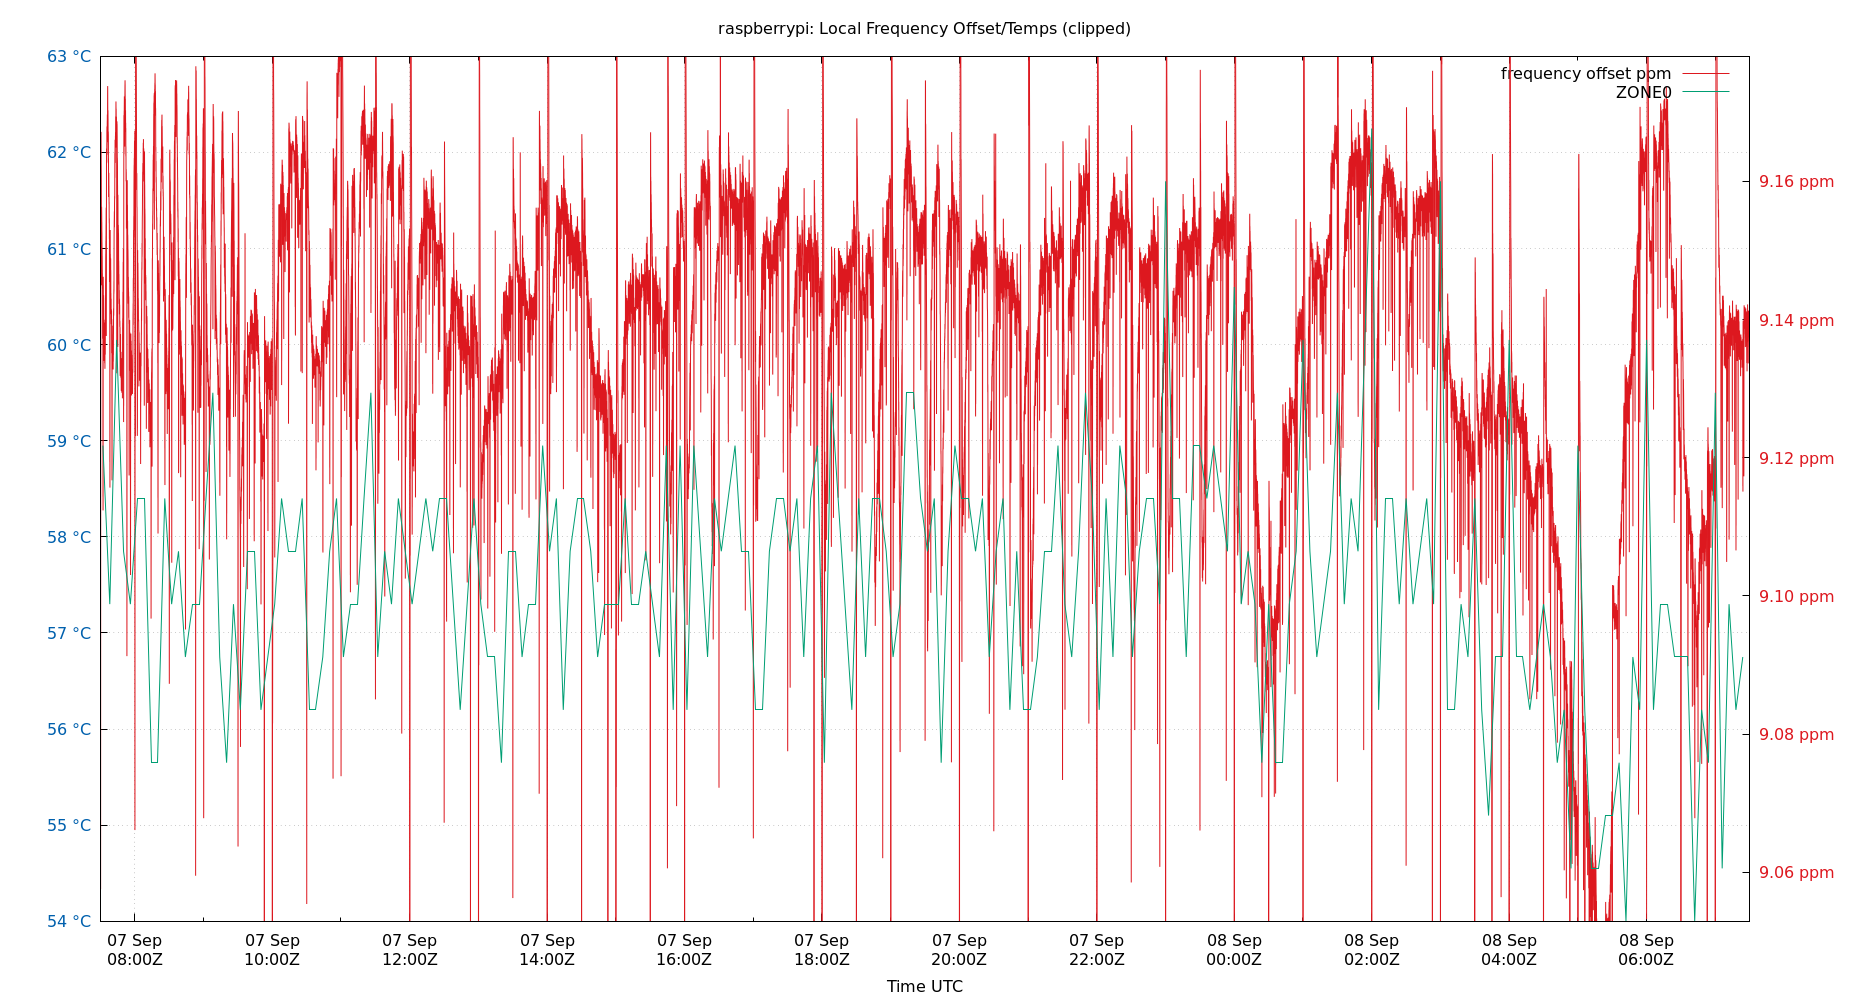 raspberrypi: Local Frequency Offset/Temps (clipped)
63 °C
62 °C
61 °C
60 °C
59 °C
58 °C
57 °C
56 °C
55 °C
54 °C
frequency offset ppm
ZONE0
9.16 ppm
9.14 ppm
9.12 ppm
9.10 ppm
9.08 ppm
9.06 ppm
07 Sep 07 Sep 07 Sep 07 Sep 07 Sep 07 Sep 07 Sep 07 Sep 08 Sep 08 Sep 08 Sep 08 Sep
08:00Z 10:00Z 12:00Z 14:00Z 16:00Z 18:00Z 20:00Z 22:00Z 00:00Z 02:00Z 04:00Z 06:00Z
Time UTC